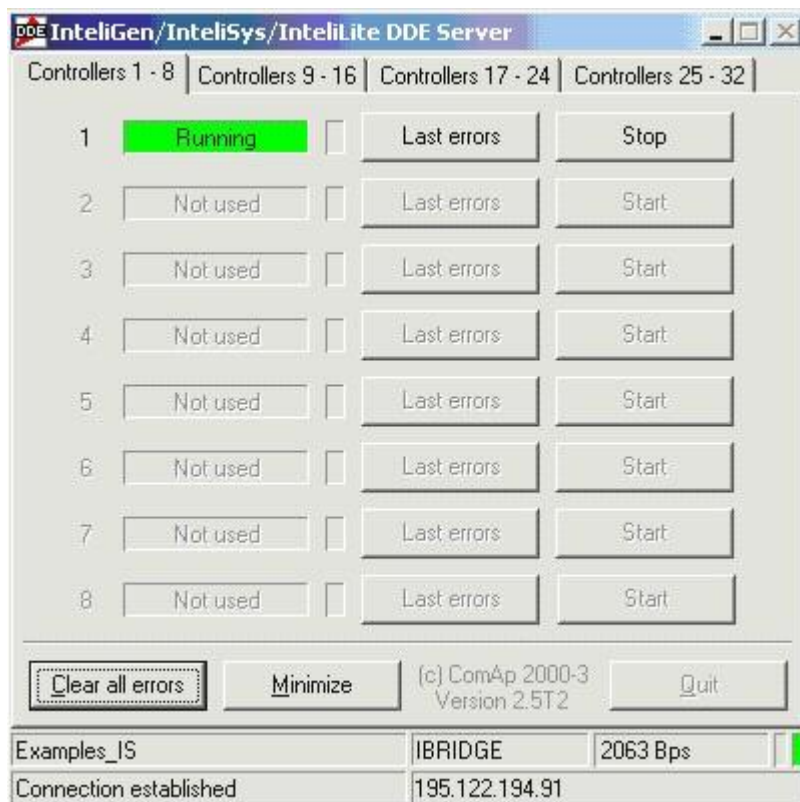 DDE InteliGen/InteliSys/InteliLite DDE Server
Controllers 1 - 8 Controllers 9 - 16 Controllers 17 - 24 Controllers 25 - 32
1 Running Last errors Stop
2 Not used Last errors Start
3 Not used Last errors Start
4 Not used Last errors Start
5 Not used Last errors Start
6 Not used Last errors Start
7 Not used Last errors Start
8 Not used Last errors Start
Clear all errors Minimize (c) ComAp 2000-3 Quit
Version 2.5T2
Examples_IS IBRIDGE 2063 Bps
Connection established 195.122.194.91